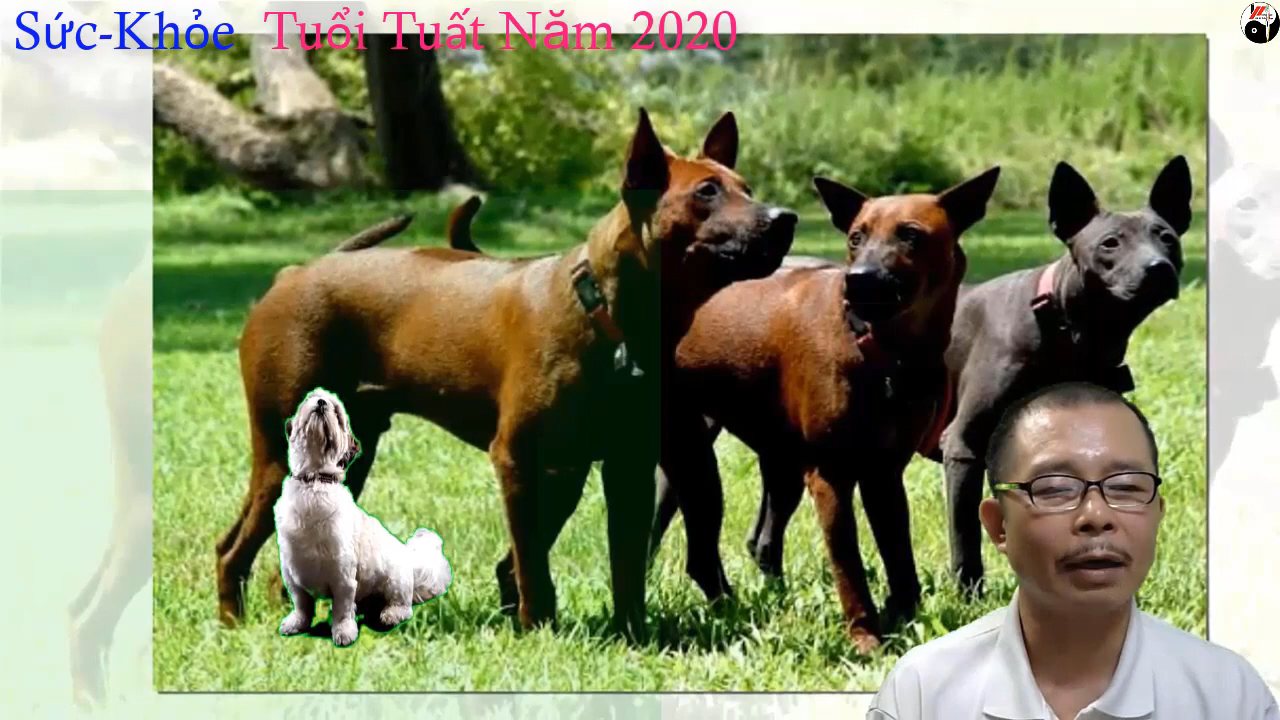 Sức-Khỏe Tuổi Tuất Năm 2020